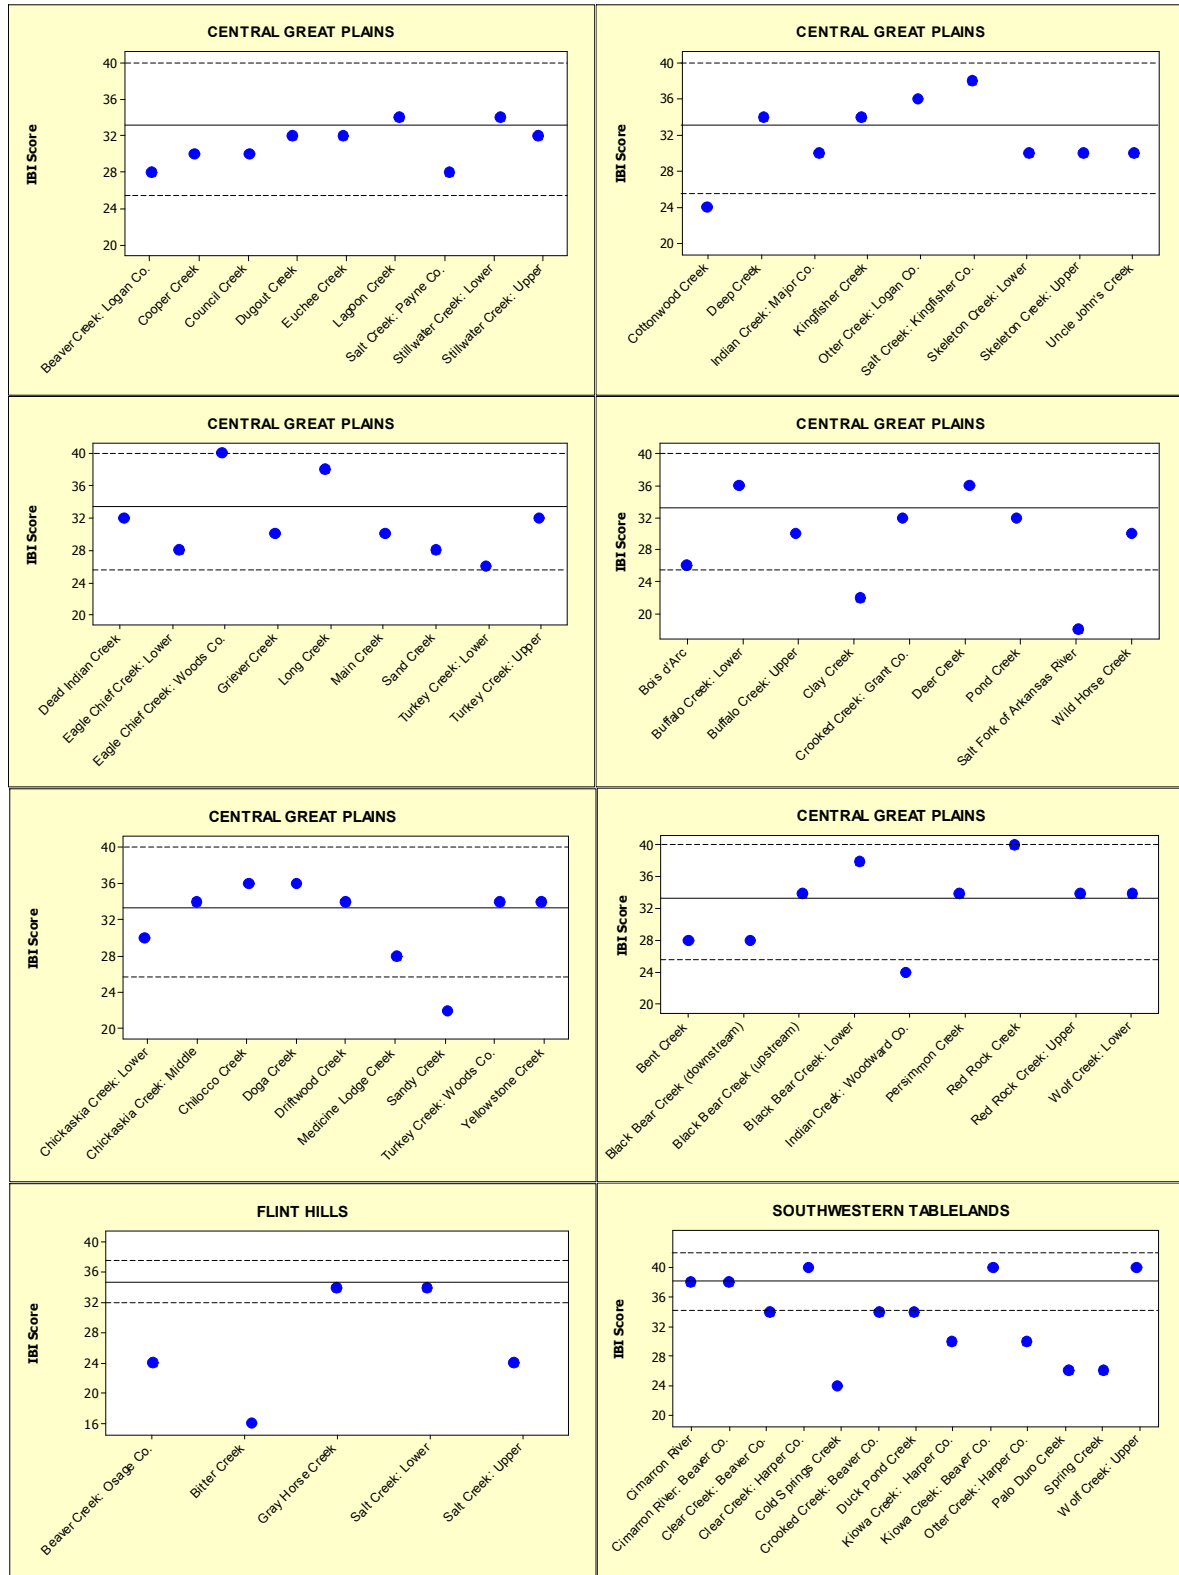 CENTRAL GREAT PLAINS
IBI Score
40
36
32
28
24
20
Beaver Creek: Logan Co.
Cooper Creek
Council Creek
Dugout Creek
Euchee Creek
Lagoon Creek
Salt Creek: Payne Co.
Stillwater Creek: Lower
Stillwater Creek: Upper
CENTRAL GREAT PLAINS
IBI Score
40
36
32
28
24
20
Cottonwood Creek
Deep Creek
Indian Creek: Major Co.
Kingfisher Creek
Otter Creek: Logan Co.
Salt Creek: Kingfisher Co.
Skeleton Creek: Lower
Skeleton Creek: Upper
Uncle John's Creek
CENTRAL GREAT PLAINS
IBI Score
40
36
32
28
24
20
Dead Indian Creek
Eagle Chief Creek: Lower
Eagle Chief Creek: Woods Co.
Griever Creek
Long Creek
Main Creek
Sand Creek
Turkey Creek: Lower
Turkey Creek: Upper
CENTRAL GREAT PLAINS
IBI Score
40
36
32
28
24
20
Bois d'Arc
Buffalo Creek: Lower
Buffalo Creek: Upper
Clay Creek
Crooked Creek: Grant Co.
Deer Creek
Pond Creek
Salt Fork of Arkansas River
Wild Horse Creek
CENTRAL GREAT PLAINS
IBI Score
40
36
32
28
24
20
Chickaskia Creek: Lower
Chickaskia Creek: Middle
Chilocco Creek
Doga Creek
Driftwood Creek
Medicine Lodge Creek
Sandy Creek
Turkey Creek: Woods Co.
Yellowstone Creek
CENTRAL GREAT PLAINS
IBI Score
40
36
32
28
24
20
Bent Creek
Black Bear Creek (downstream)
Black Bear Creek (upstream)
Black Bear Creek: Lower
Indian Creek: Woodward Co.
Persimmon Creek
Red Rock Creek
Red Rock Creek: Upper
Wolf Creek: Lower
FLINT HILLS
IBI Score
40
36
32
28
24
20
16
Beaver Creek: Osage Co.
Bitter Creek
Gray Horse Creek
Salt Creek: Lower
Salt Creek: Upper
SOUTHWESTERN TABLELANDS
IBI Score
40
36
32
28
24
20
Cimarron River
Cimarron River: Beaver Co.
Clear Creek: Beaver Co.
Clear Creek: Harper Co.
Cold Springs Creek
Crooked Creek: Beaver Co.
Duck Pond Creek
Kiowa Creek: Harper Co.
Kiowa Creek: Beaver Co.
Otter Creek: Harper Co.
Palo Duro Creek
Spring Creek
Wolf Creek: Upper